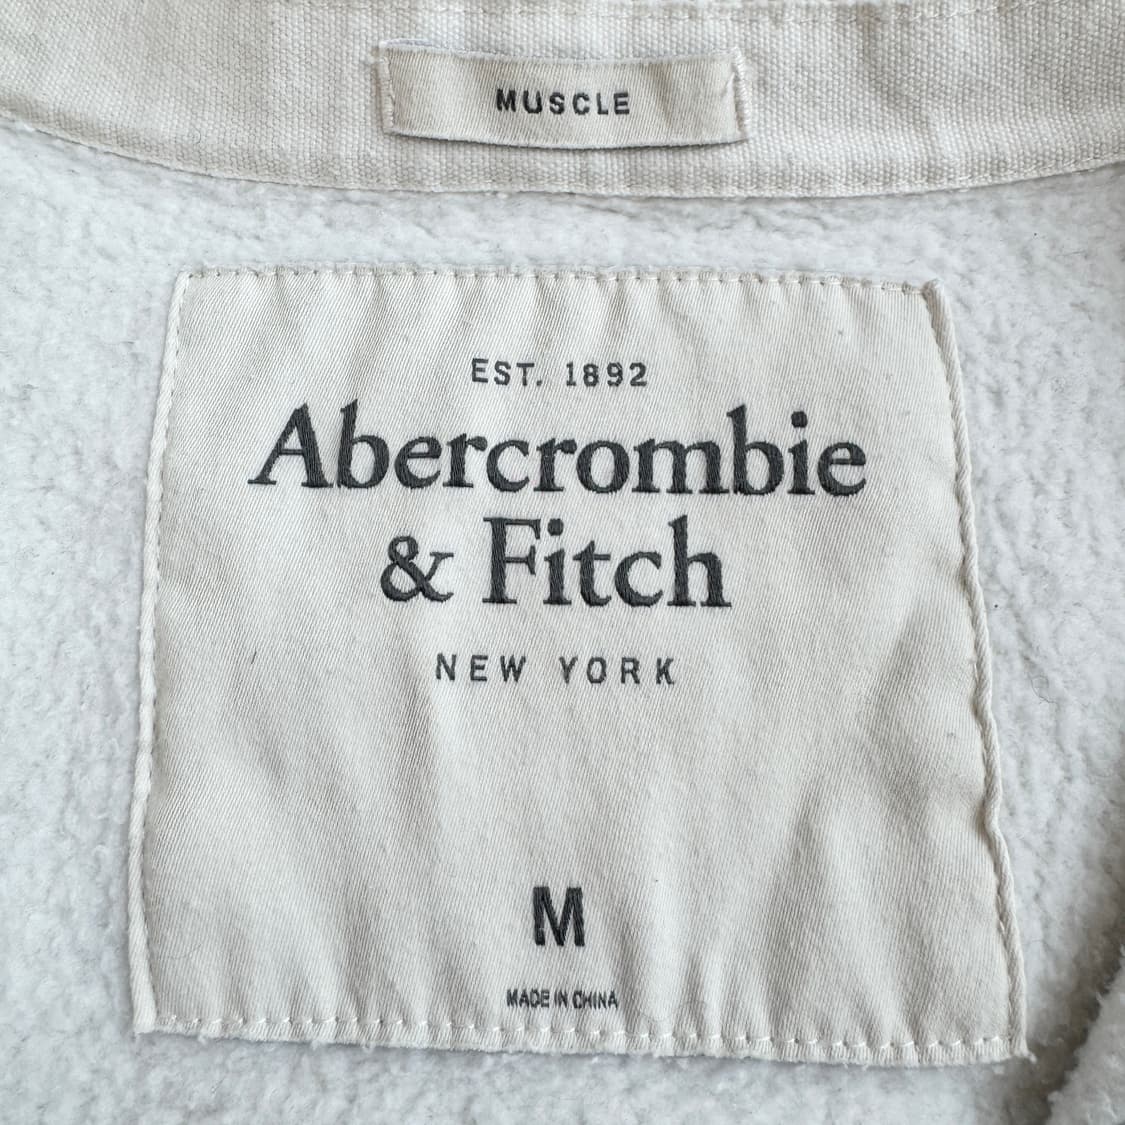 MUSCLE
EST. 1892
Abercrombie
& Fitch
NEW YORK
M
MADE IN CHINA